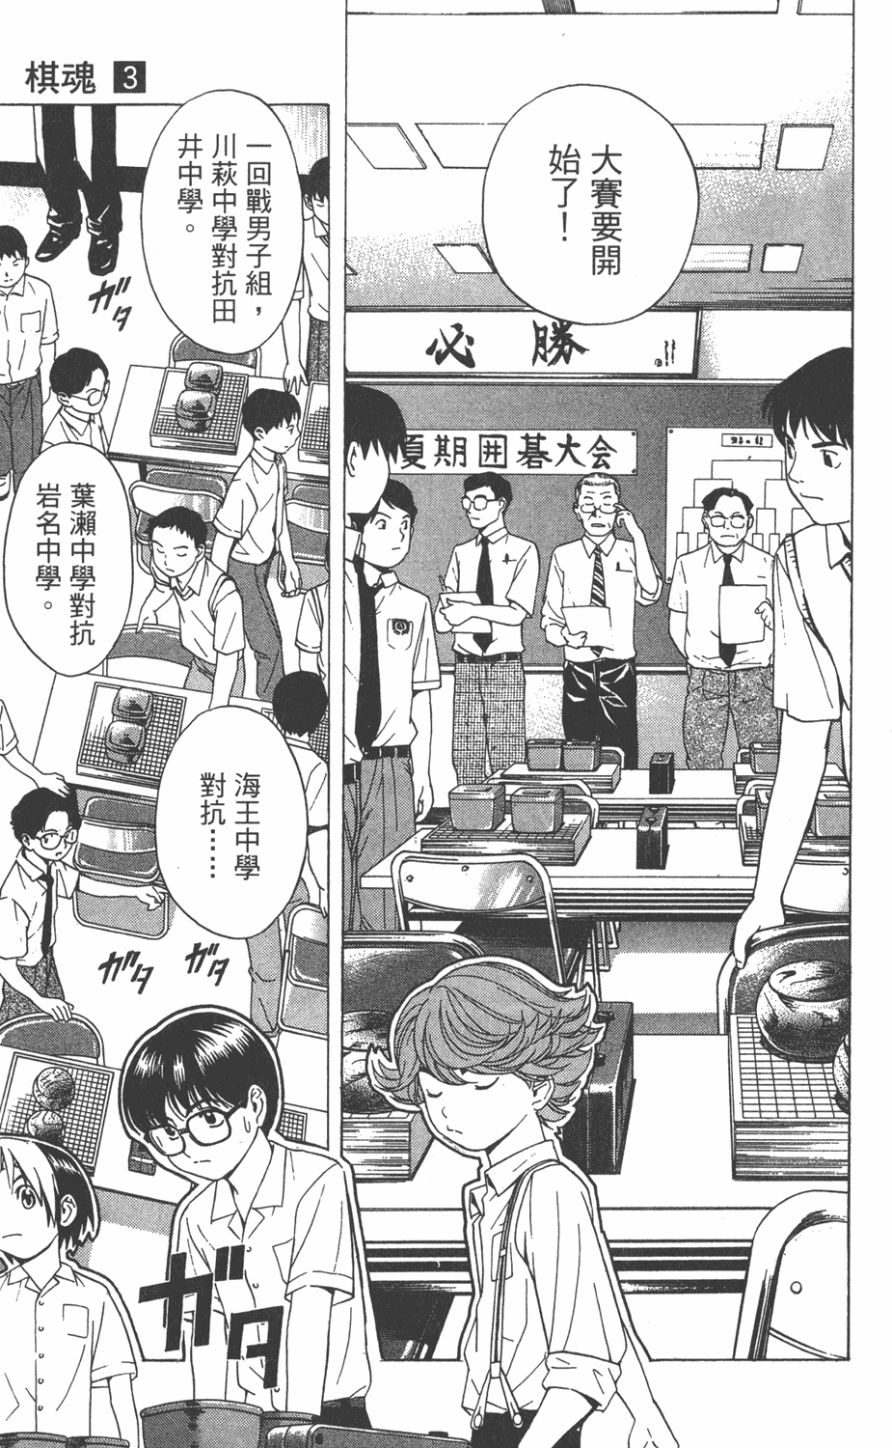 棋魂 3
大賽要開
始了！
必勝
夏期囲碁大会
一回戰男子組，
川萩中學對抗田
井中學。
ガタ
葉瀨中學對抗
岩名中學。
海王中學
對抗……
ガタ
ガタ
ガタ